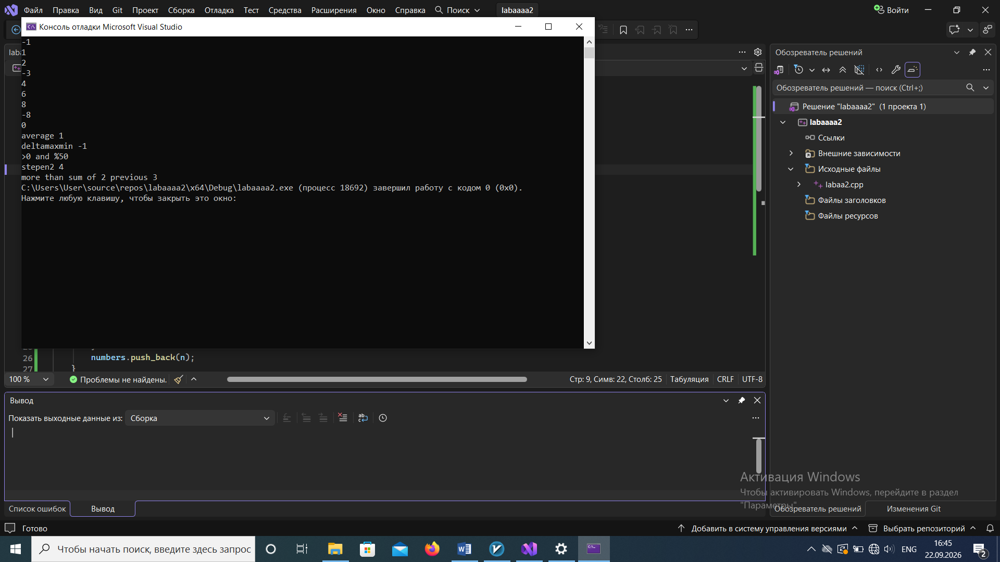 Файл Правка Вид Git Проект Сборка Отладка Тест Средства Расширения Окно Справка Поиск labaaaa2 Войти
Консоль отладки Microsoft Visual Studio
-1
1
2
-3
4
6
8
-8
0
average 1
deltamaxmin -1
>0 and %50
stepen2 4
more than sum of 2 previous 3
C:\Users\User\source\repos\labaaaa2\x64\Debug\labaaaa2.exe (процесс 18692) завершил работу с кодом 0 (0x0).
Нажмите любую клавишу, чтобы закрыть это окно:
26 numbers.push_back(n);
27 }
100 % Проблемы не найдены. Стр: 9, Симв: 22, Столб: 25 Табуляция CRLF UTF-8
Вывод
Показать выходные данные из: Сборка
Список ошибок Вывод
Обозреватель решений
Обозреватель решений — поиск (Ctrl+;)
Решение "labaaaa2" (1 проекта 1)
labaaaa2
Ссылки
Внешние зависимости
Исходные файлы
labaa2.cpp
Файлы заголовков
Файлы ресурсов
Активация Windows
Чтобы активировать Windows, перейдите в раздел
"Параметры"
Обозреватель решений Изменения Git
Готово Добавить в систему управления версиями Выбрать репозиторий
Чтобы начать поиск, введите здесь запрос
ENG
16:45
22.09.2026
2